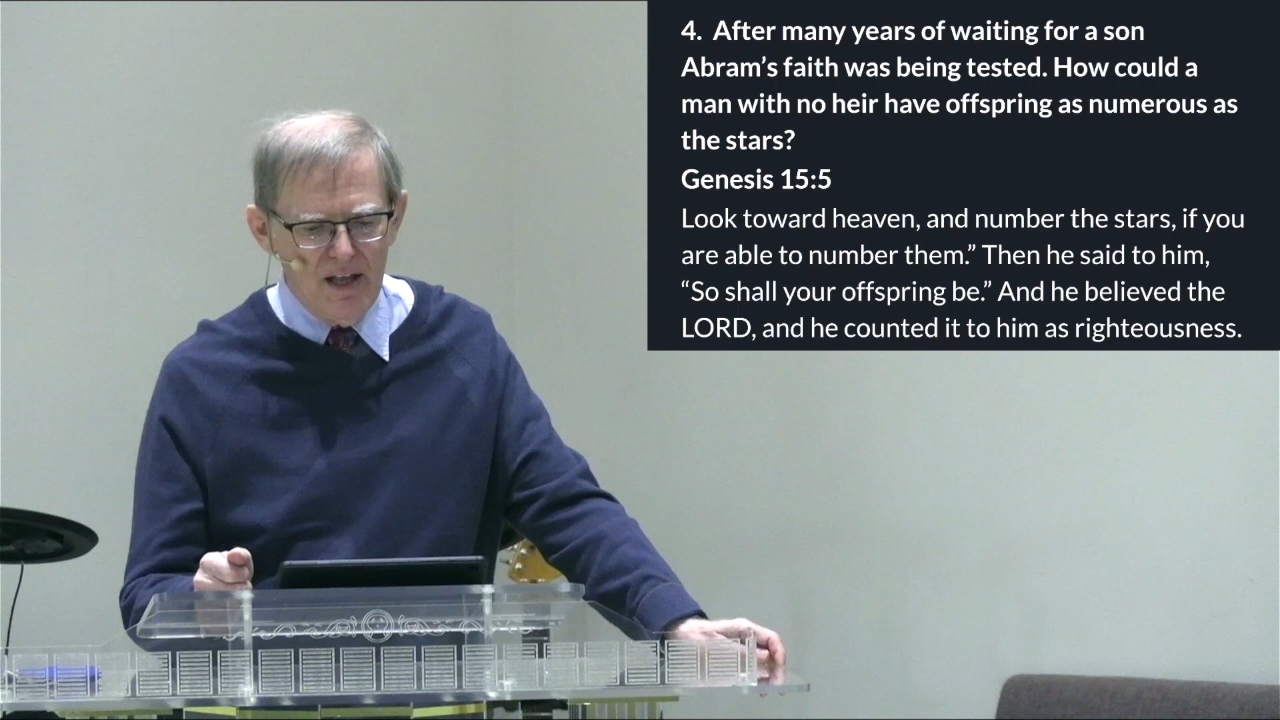 4.  After many years of waiting for a son
Abram’s faith was being tested. How could a
man with no heir have offspring as numerous as
the stars?
Genesis 15:5
Look toward heaven, and number the stars, if you
are able to number them.” Then he said to him,
“So shall your offspring be.” And he believed the
LORD, and he counted it to him as righteousness.